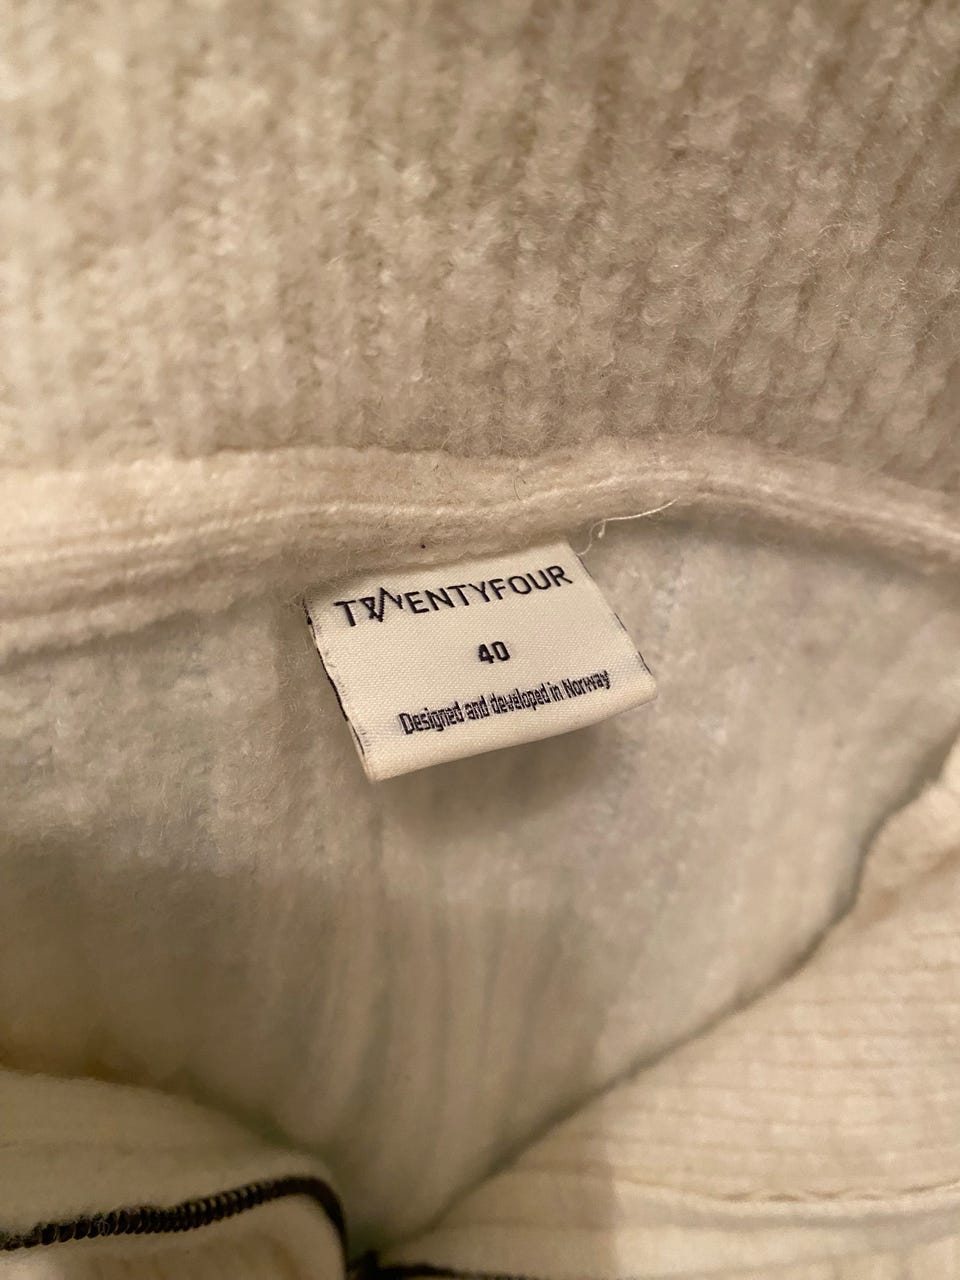 TWENTYFOUR
40
Designed and developed in Norway